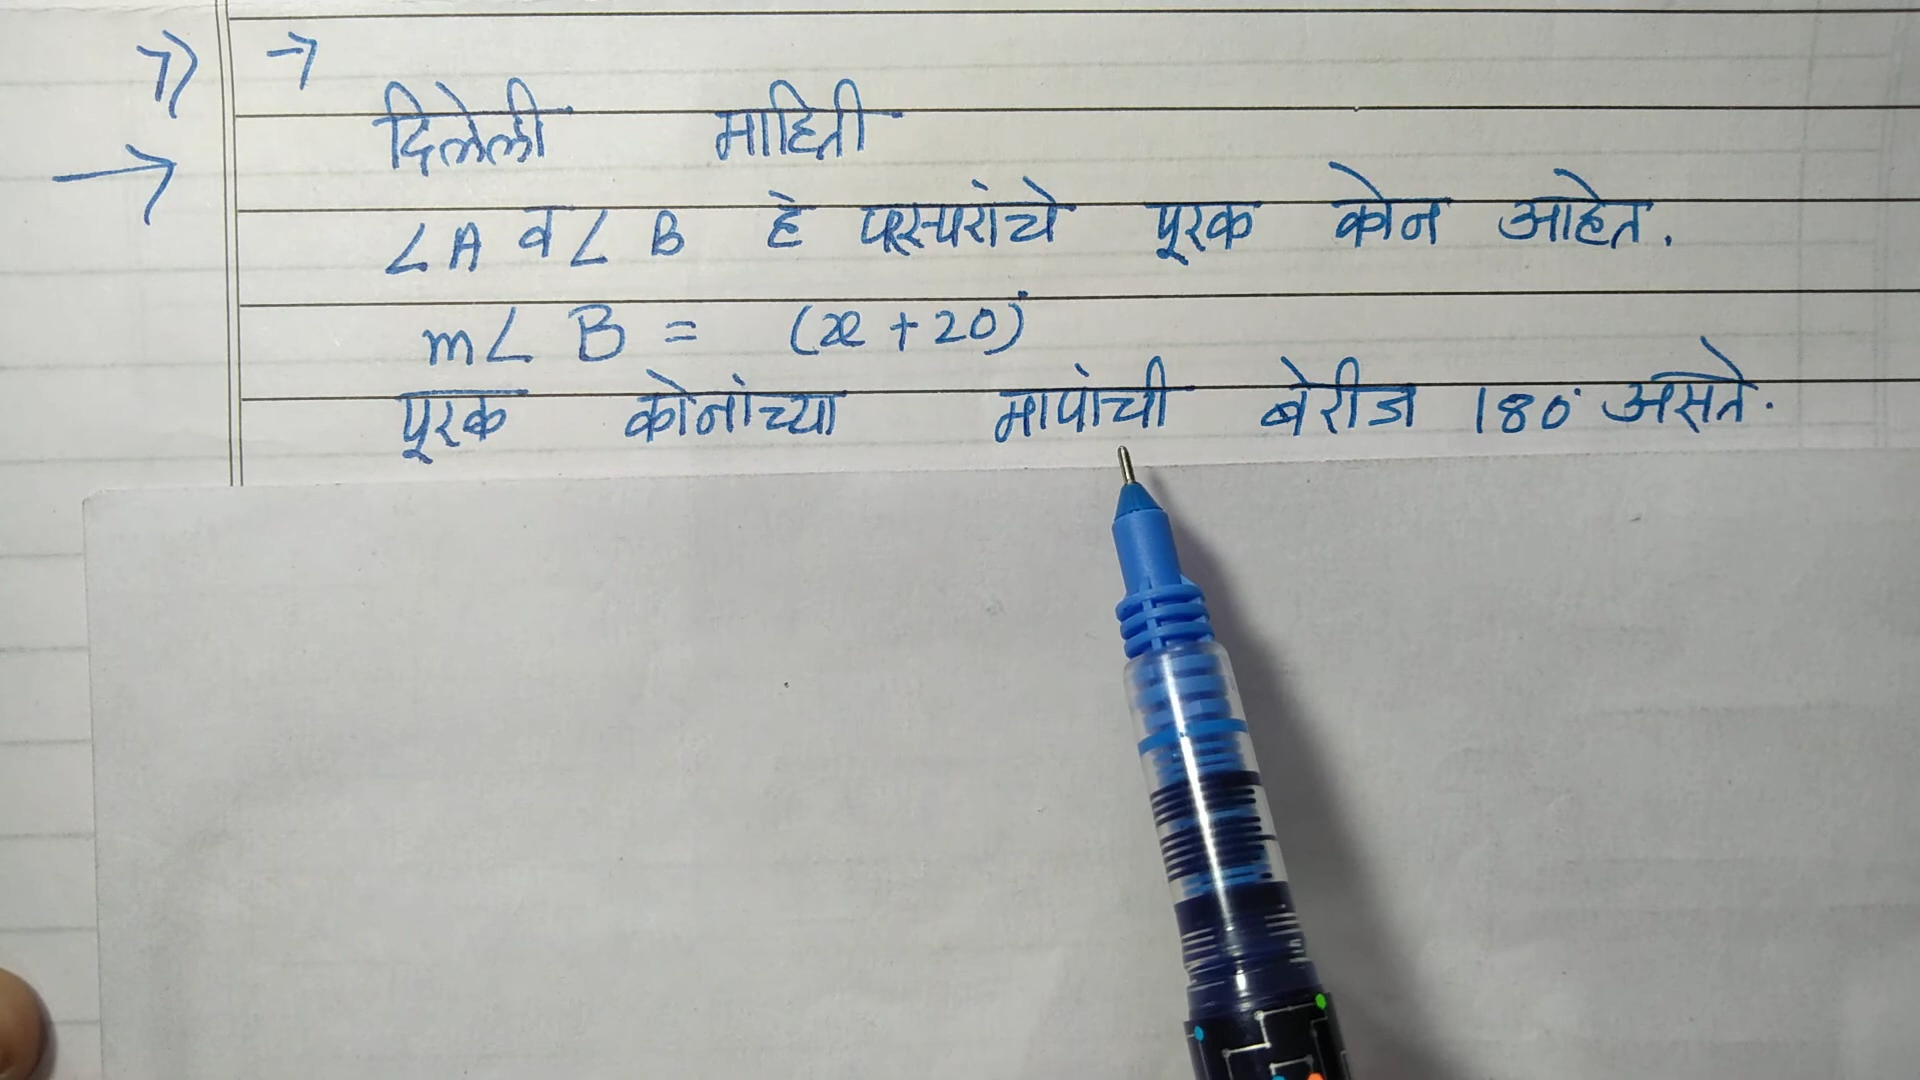 7) →
दिलेली माहिती
→ ∠A व ∠B हे परस्परांचे पूरक कोन आहेत.
m∠B = (x + 20)°
पूरक कोनांच्या मापांची बेरीज 180° असते.